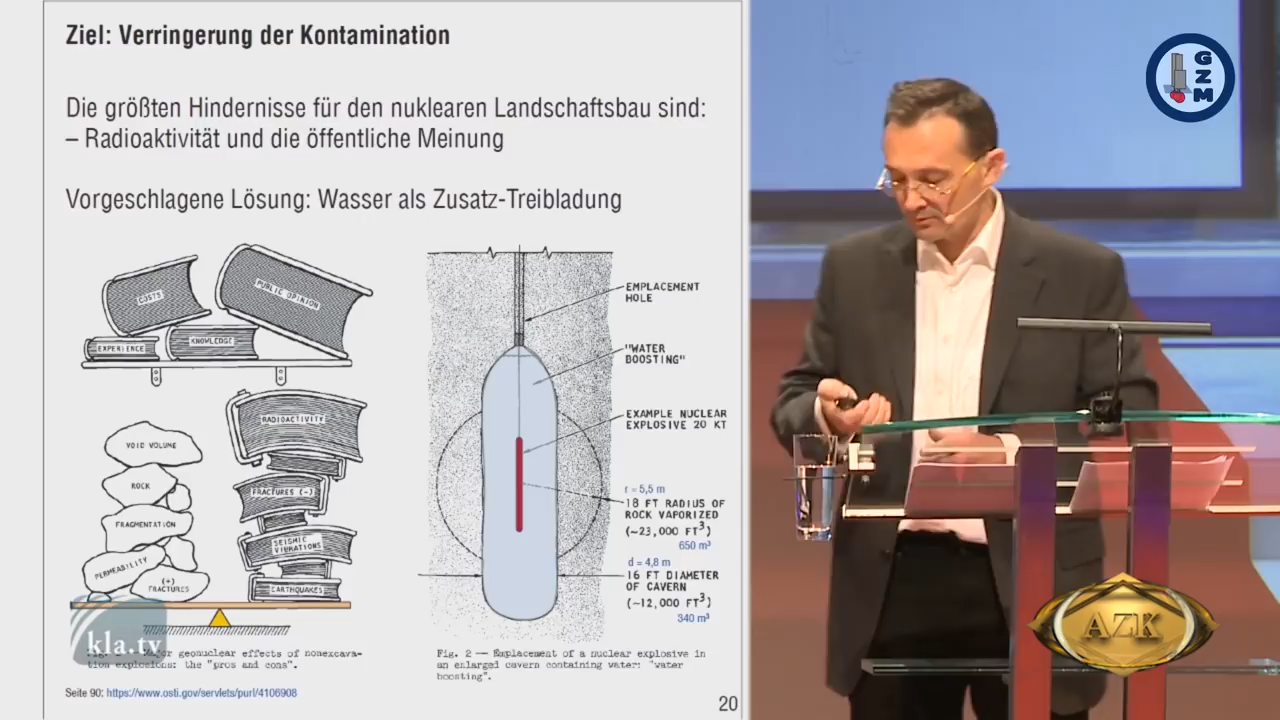 Ziel: Verringerung der Kontamination
Die größten Hindernisse für den nuklearen Landschaftsbau sind:
– Radioaktivität und die öffentliche Meinung
Vorgeschlagene Lösung: Wasser als Zusatz-Treibladung
COSTS
PUBLIC OPINION
EXPERIENCE
KNOWLEDGE
RADIOACTIVITY
VOID VOLUME
ROCK
FRACTURES (-)
FRAGMENTATION
SEISMIC
VIBRATIONS
PERMEABILITY
(+)
FRACTURES
EARTHQUAKES
geonuclear effects of nonexcava-
tion explosions: the "pros and cons".
EMPLACEMENT
HOLE
"WATER
BOOSTING"
EXAMPLE NUCLEAR
EXPLOSIVE 20 KT
r = 5,5 m
18 FT RADIUS OF
ROCK VAPORIZED
(~23,000 FT³)
650 m³
d = 4,8 m
16 FT DIAMETER
OF CAVERN
(~12,000 FT³)
340 m³
Fig. 2 — Emplacement of a nuclear explosive in
an enlarged cavern containing water: "water
boosting".
Seite 90: https://www.osti.gov/servlets/purl/4106908
20
kla.tv
GZM
AZK